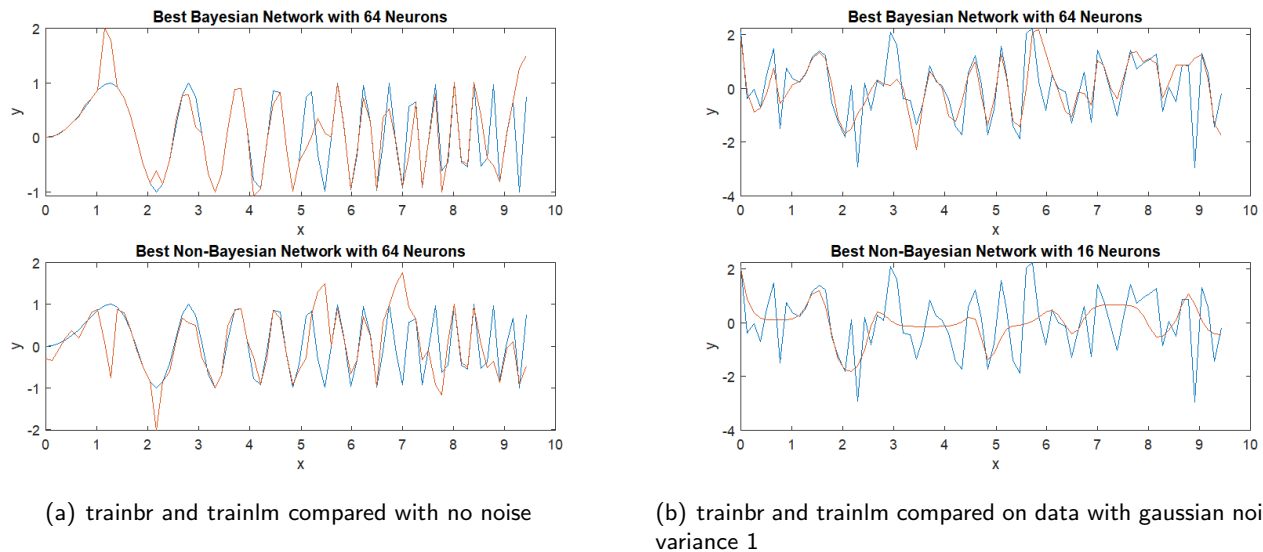 Best Bayesian Network with 64 Neurons
2
1
0
-1
y
0 1 2 3 4 5 6 7 8 9 10
x
Best Non-Bayesian Network with 64 Neurons
2
1
0
-1
-2
y
0 1 2 3 4 5 6 7 8 9 10
x
(a) trainbr and trainlm compared with no noise
Best Bayesian Network with 64 Neurons
2
0
-2
-4
y
0 1 2 3 4 5 6 7 8 9 10
x
Best Non-Bayesian Network with 16 Neurons
2
0
-2
-4
y
0 1 2 3 4 5 6 7 8 9 10
x
(b) trainbr and trainlm compared on data with gaussian noi
variance 1